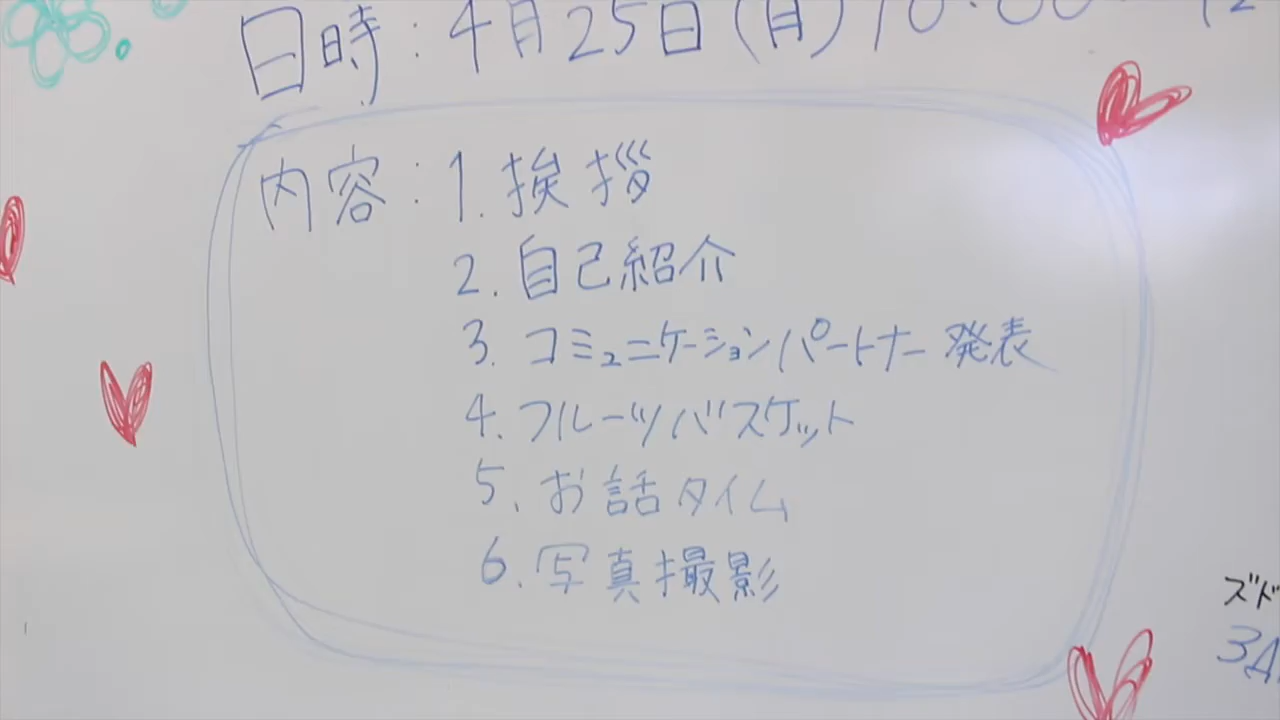 日時:4月25日(月)10:00
内容:1.挨拶
2.自己紹介
3.コミュニケーションパートナー発表
4.フルーツバスケット
5.お話タイム
6.写真撮影
ズド
3A